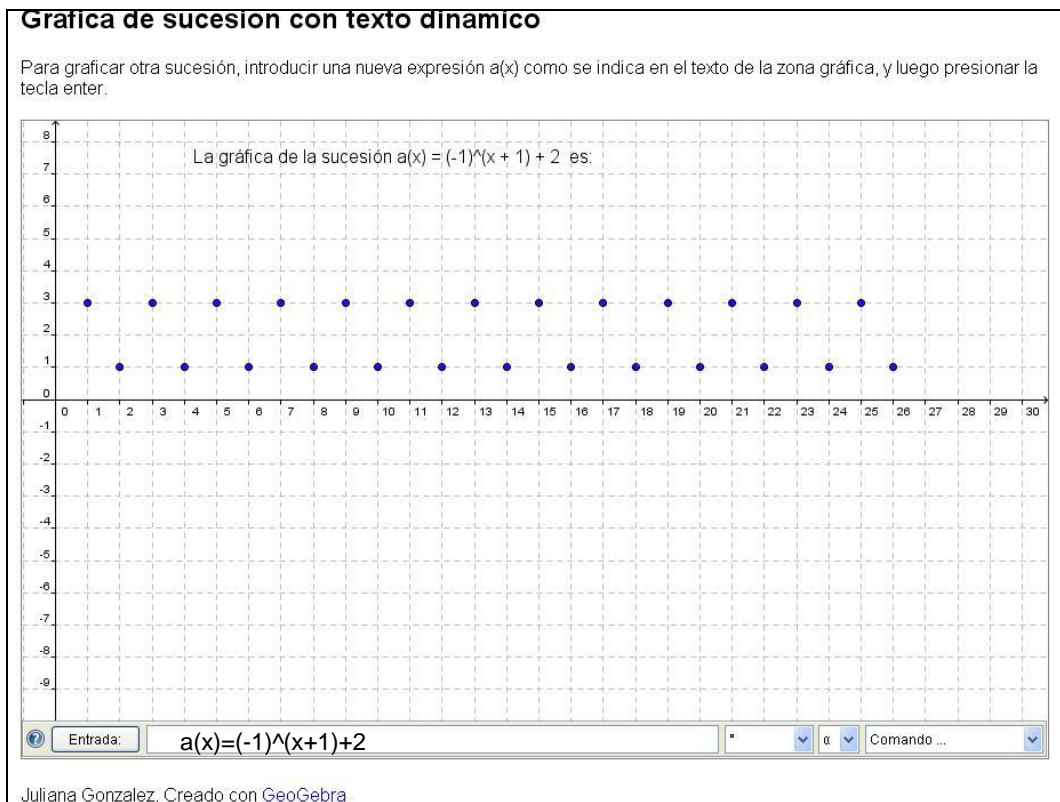 Gráfica de sucesión con texto dinámico
Para graficar otra sucesión, introducir una nueva expresión a(x) como se indica en el texto de la zona gráfica, y luego presionar la
tecla enter.
La gráfica de la sucesión a(x) = (-1)^(x + 1) + 2 es:
8
7
6
5
4
3
2
1
0
-1
-2
-3
-4
-5
-6
-7
-8
-9
0 1 2 3 4 5 6 7 8 9 10 11 12 13 14 15 16 17 18 19 20 21 22 23 24 25 26 27 28 29 30
Entrada: a(x)=(-1)^(x+1)+2 ° α Comando ...
Juliana Gonzalez, Creado con GeoGebra